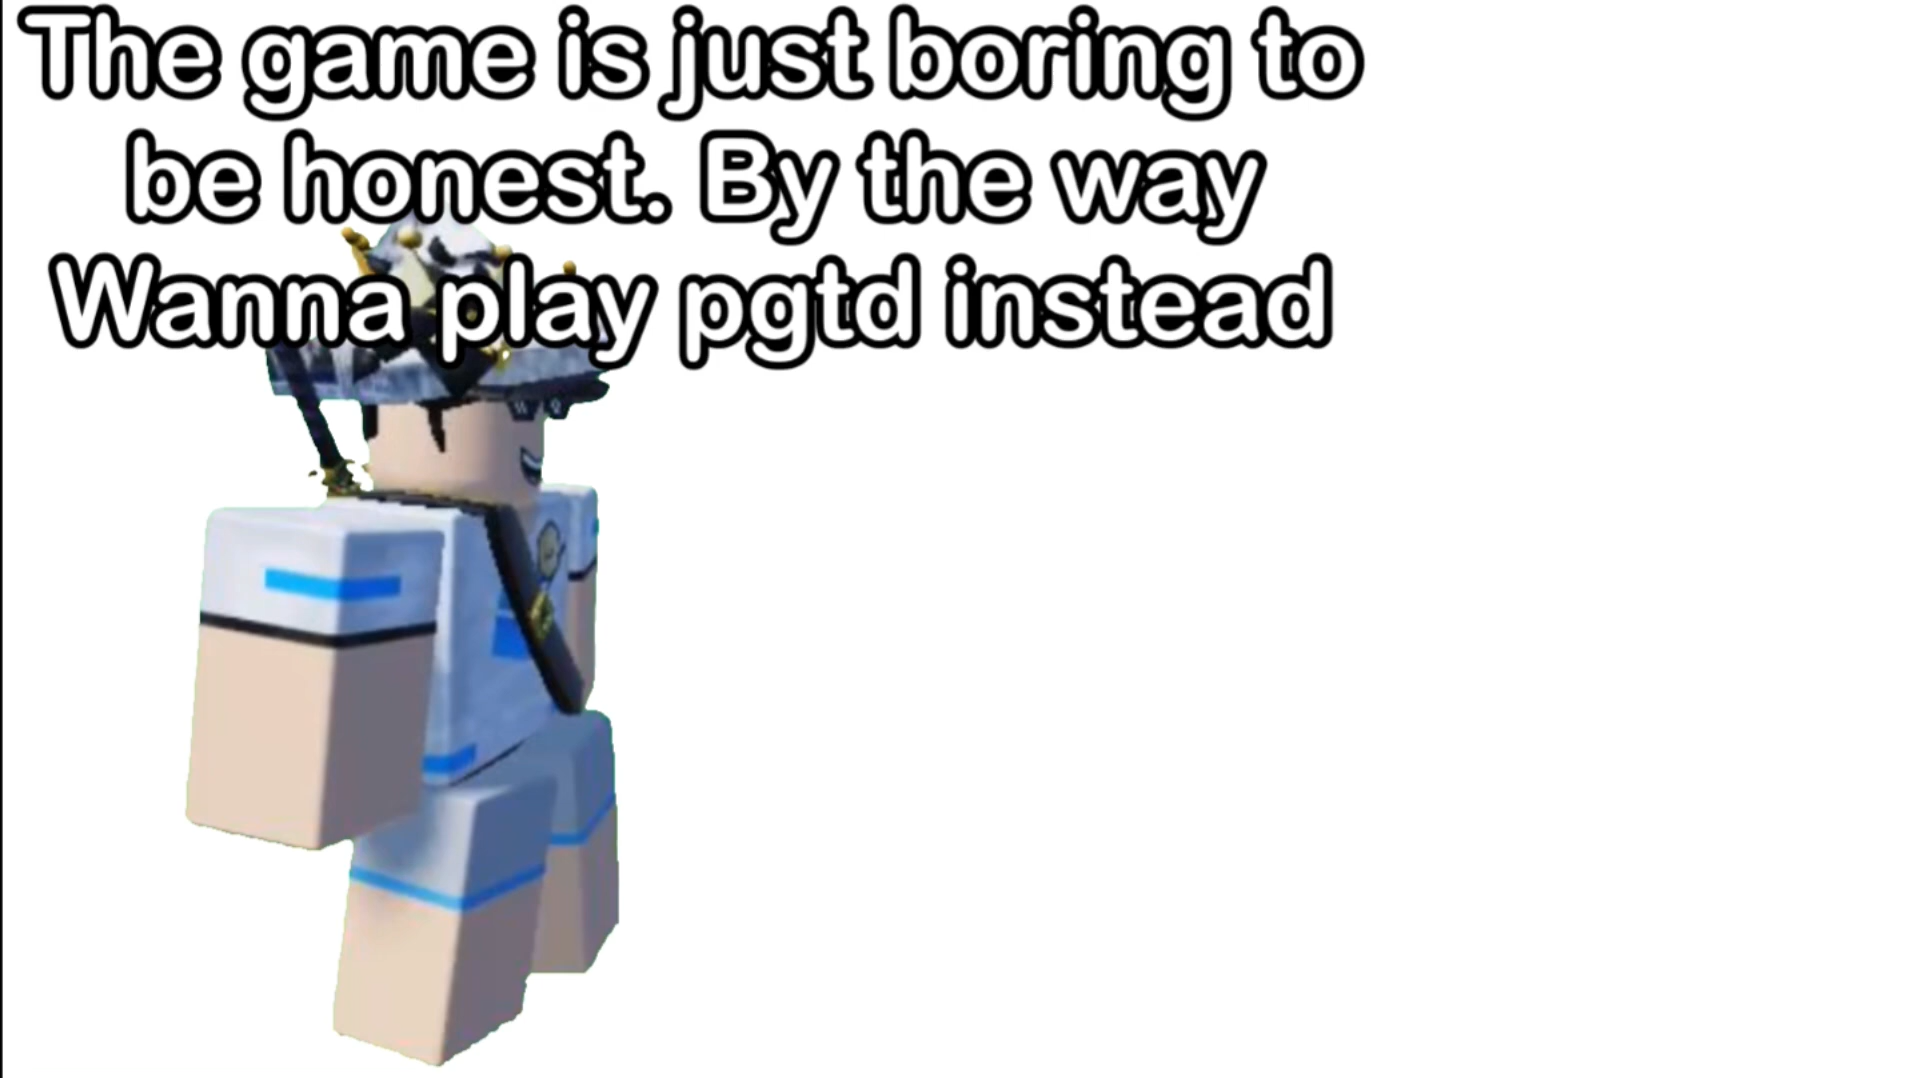 The game is just boring to
be honest. By the way
Wanna play pgtd instead